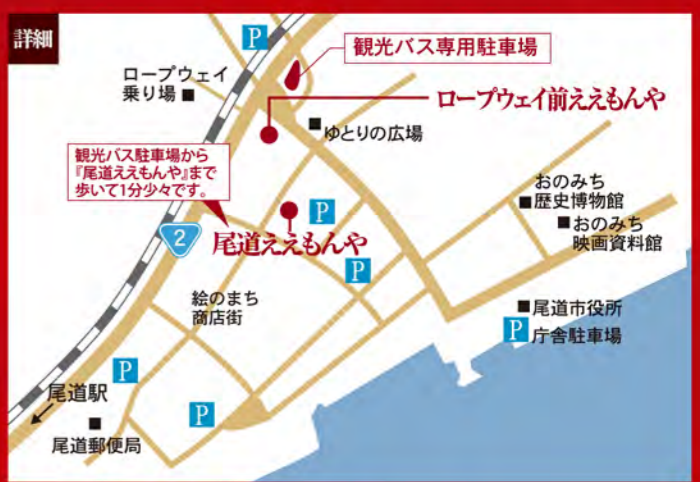 詳細
P
観光バス専用駐車場
ロープウェイ
乗り場
ロープウェイ前ええもんや
ゆとりの広場
観光バス駐車場から
『尾道ええもんや』まで
歩いて1分少々です。
おのみち
歴史博物館
P
おのみち
映画資料館
2
尾道ええもんや
P
絵のまち
商店街
尾道市役所
P 庁舎駐車場
P
尾道駅
P
尾道郵便局